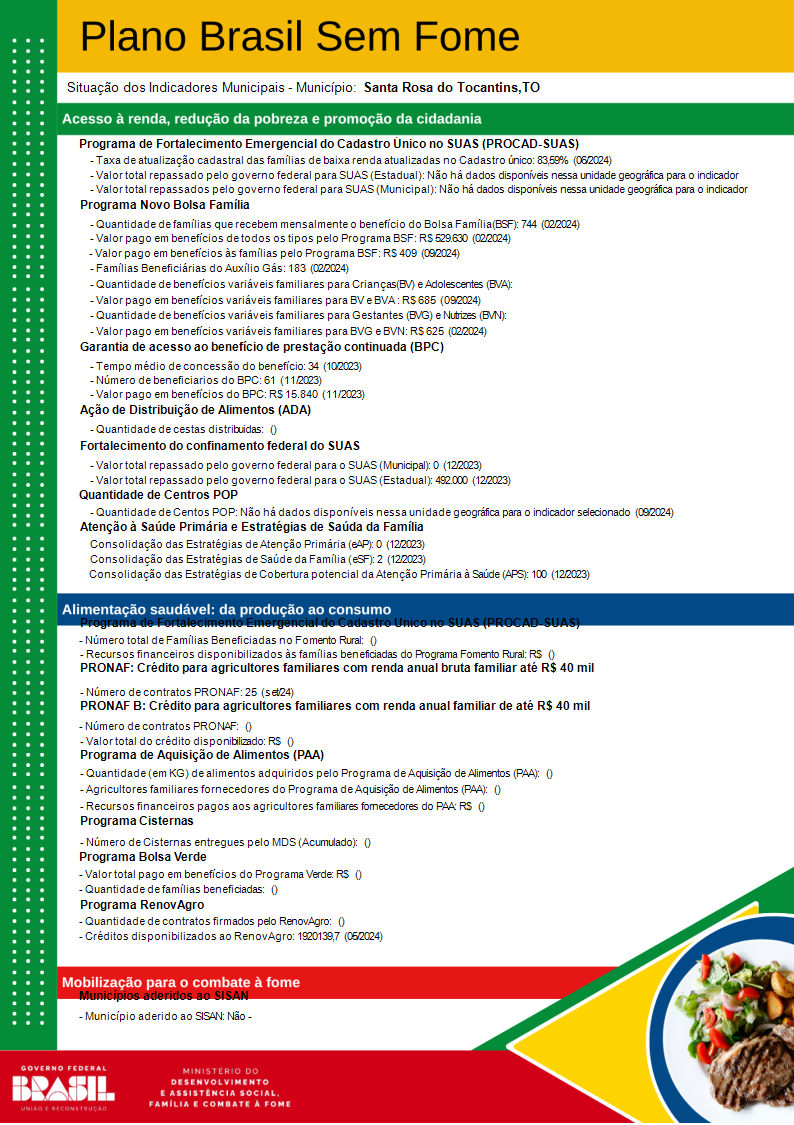 Plano Brasil Sem Fome
Situação dos Indicadores Municipais - Município: Santa Rosa do Tocantins,TO
Acesso à renda, redução da pobreza e promoção da cidadania
Programa de Fortalecimento Emergencial do Cadastro Único no SUAS (PROCAD-SUAS)
- Taxa de atualização cadastral das famílias de baixa renda atualizadas no Cadastro único: 83,59% (06/2024)
- Valor total repassado pelo governo federal para SUAS (Estadual): Não há dados disponíveis nessa unidade geográfica para o indicador
- Valor total repassados pelo governo federal para SUAS (Municipal): Não há dados disponíveis nessa unidade geográfica para o indicador
Programa Novo Bolsa Família
- Quantidade de famílias que recebem mensalmente o benefício do Bolsa Família(BSF): 744 (02/2024)
- Valor pago em benefícios de todos os tipos pelo Programa BSF: R$ 529.630 (02/2024)
- Valor pago em benefícios às famílias pelo Programa BSF: R$ 409 (09/2024)
- Famílias Beneficiárias do Auxílio Gás: 183 (02/2024)
- Quantidade de benefícios variáveis familiares para Crianças(BV) e Adolescentes (BVA):
- Valor pago em benefícios variáveis familiares para BV e BVA : R$ 685 (09/2024)
- Quantidade de benefícios variáveis familiares para Gestantes (BVG) e Nutrizes (BVN):
- Valor pago em benefícios variáveis familiares para BVG e BVN: R$ 625 (02/2024)
Garantia de acesso ao benefício de prestação continuada (BPC)
- Tempo médio de concessão do benefício: 34 (10/2023)
- Número de beneficiarios do BPC: 61 (11/2023)
- Valor pago em benefícios do BPC: R$ 15.840 (11/2023)
Ação de Distribuição de Alimentos (ADA)
- Quantidade de cestas distribuidas: ()
Fortalecimento do confinamento federal do SUAS
- Valor total repassado pelo governo federal para o SUAS (Municipal): 0 (12/2023)
- Valor total repassado pelo governo federal para o SUAS (Estadual): 492.000 (12/2023)
Quantidade de Centros POP
- Quantidade de Centos POP: Não há dados disponíveis nessa unidade geográfica para o indicador selecionado (09/2024)
Atenção à Saúde Primária e Estratégias de Saúda da Família
Consolidação das Estratégias de Atenção Primária (eAP): 0 (12/2023)
Consolidação das Estratégias de Saúde da Família (eSF): 2 (12/2023)
Consolidação das Estratégias de Cobertura potencial da Atenção Primária à Saúde (APS): 100 (12/2023)
Alimentação saudável: da produção ao consumo
Programa de Fortalecimento Emergencial do Cadastro Único no SUAS (PROCAD-SUAS)
- Número total de Famílias Beneficiadas no Fomento Rural: ()
- Recursos financeiros disponibilizados às famílias beneficiadas do Programa Fomento Rural: R$ ()
PRONAF: Crédito para agricultores familiares com renda anual bruta familiar até R$ 40 mil
- Número de contratos PRONAF: 25 (set/24)
PRONAF B: Crédito para agricultores familiares com renda anual familiar de até R$ 40 mil
- Número de contratos PRONAF: ()
- Valor total do crédito disponibilizado: R$ ()
Programa de Aquisição de Alimentos (PAA)
- Quantidade (em KG) de alimentos adquiridos pelo Programa de Aquisição de Alimentos (PAA): ()
- Agricultores familiares fornecedores do Programa de Aquisição de Alimentos (PAA): ()
- Recursos financeiros pagos aos agricultores familiares fornecedores do PAA: R$ ()
Programa Cisternas
- Número de Cisternas entregues pelo MDS (Acumulado): ()
Programa Bolsa Verde
- Valor total pago em benefícios do Programa Verde: R$ ()
- Quantidade de famílias beneficiadas: ()
Programa RenovAgro
- Quantidade de contratos firmados pelo RenovAgro: ()
- Créditos disponibilizados ao RenovAgro: 1920139,7 (05/2024)
Mobilização para o combate à fome
Municípios aderidos ao SISAN
- Município aderido ao SISAN: Não -
GOVERNO FEDERAL
BRASIL
UNIÃO E RECONSTRUÇÃO
MINISTÉRIO DO
DESENVOLVIMENTO
E ASSISTÊNCIA SOCIAL,
FAMÍLIA E COMBATE À FOME